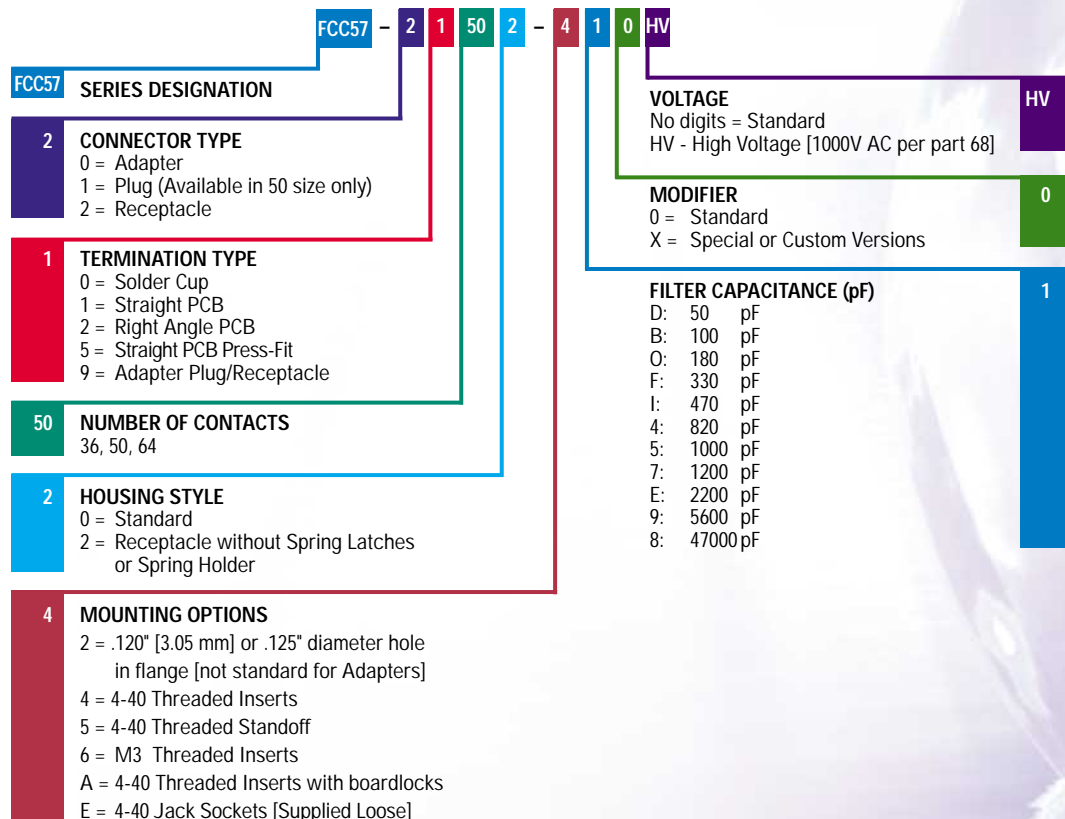 FCC57 – 2 1 50 2 – 4 1 0 HV
FCC57 SERIES DESIGNATION
2 CONNECTOR TYPE
0 = Adapter
1 = Plug (Available in 50 size only)
2 = Receptacle
1 TERMINATION TYPE
0 = Solder Cup
1 = Straight PCB
2 = Right Angle PCB
5 = Straight PCB Press-Fit
9 = Adapter Plug/Receptacle
50 NUMBER OF CONTACTS
36, 50, 64
2 HOUSING STYLE
0 = Standard
2 = Receptacle without Spring Latches
or Spring Holder
4 MOUNTING OPTIONS
2 = .120" [3.05 mm] or .125" diameter hole
in flange [not standard for Adapters]
4 = 4-40 Threaded Inserts
5 = 4-40 Threaded Standoff
6 = M3 Threaded Inserts
A = 4-40 Threaded Inserts with boardlocks
E = 4-40 Jack Sockets [Supplied Loose]
VOLTAGE HV
No digits = Standard
HV - High Voltage [1000V AC per part 68]
MODIFIER 0
0 = Standard
X = Special or Custom Versions
FILTER CAPACITANCE (pF) 1
D: 50 pF
B: 100 pF
O: 180 pF
F: 330 pF
I: 470 pF
4: 820 pF
5: 1000 pF
7: 1200 pF
E: 2200 pF
9: 5600 pF
8: 47000 pF